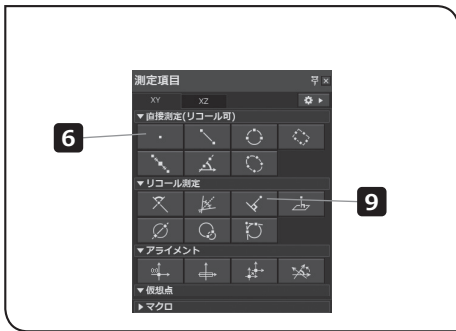 測定項目
XY XZ
▼直接測定(リコール可)
6
▼リコール測定
9
▼アライメント
▼仮想点
▶マクロ